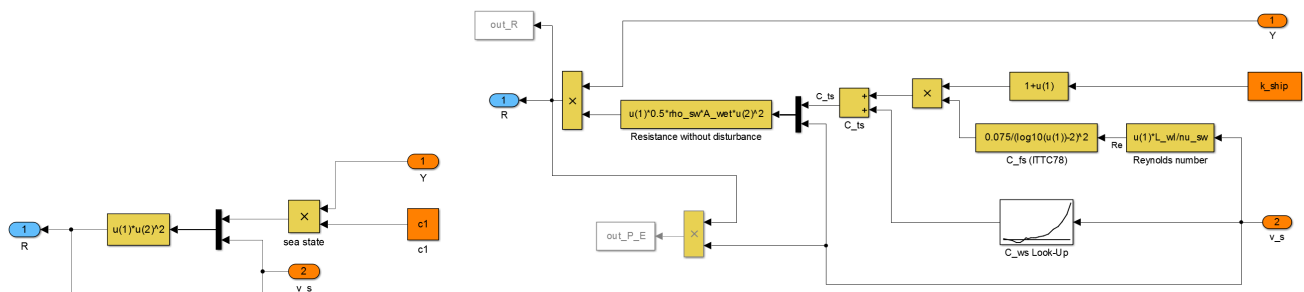 1
R
u(1)*u(2)^2
×
sea state
1
Y
c1
c1
2
v_s
out_R
1
R
×
u(1)*0.5*rho_sw*A_wet*u(2)^2
Resistance without disturbance
C_ts
+
+
C_ts
×
1+u(1)
k_ship
1
Y
0.075/(log10(u(1))-2)^2
C_fs (ITTC78)
Re
u(1)*L_wl/nu_sw
Reynolds number
out_P_E
×
C_ws Look-Up
2
v_s